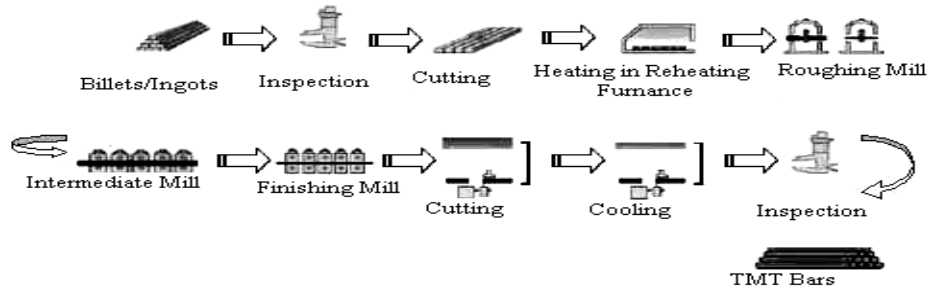 Billets/Ingots
Inspection
Cutting
Heating in Reheating
Furnance
Roughing Mill
Intermediate Mill
Finishing Mill
Cutting
Cooling
Inspection
TMT Bars